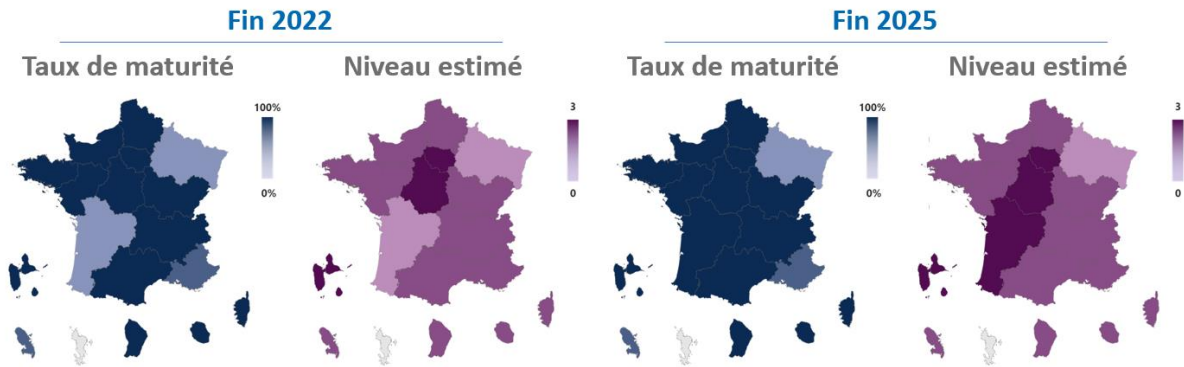 Fin 2022
Fin 2025
Taux de maturité
Niveau estimé
Taux de maturité
Niveau estimé
100%
0%
3
0
100%
0%
3
0